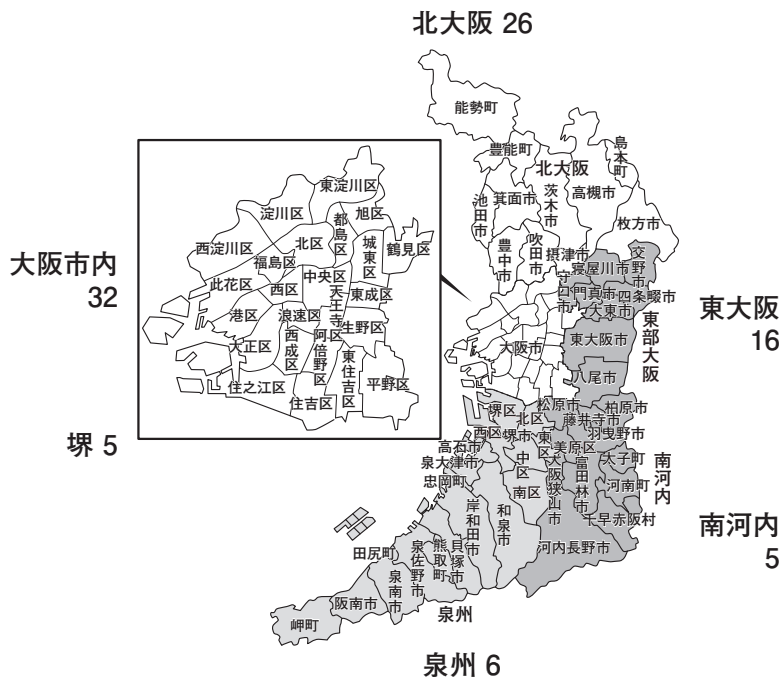 北大阪 26
能勢町
豊能町
島本町
北大阪
高槻市
茨木市
箕面市
池田市
枚方市
豊中市
吹田市
摂津市
交野市
寝屋川市
守口市
門真市
四条畷市
大東市
東大阪市
東部大阪
大阪市
八尾市
東大阪
16
大阪市内
32
東淀川区
淀川区
旭区
都島区
西淀川区
北区
城東区
鶴見区
福島区
中央区
此花区
西区
天王寺区
東成区
港区
浪速区
生野区
大正区
西成区
阿倍野区
東住吉区
平野区
住之江区
住吉区
堺 5
堺区
北区
松原市
柏原市
藤井寺市
西区
堺市
東区
羽曳野市
高石市
美原区
泉大津市
中区
大阪狭山市
富田林市
太子町
南河内
忠岡町
南区
河南町
岸和田市
和泉市
千早赤阪村
南河内
5
河内長野市
田尻町
泉佐野市
熊取町
貝塚市
泉南市
阪南市
泉州
岬町
泉州 6